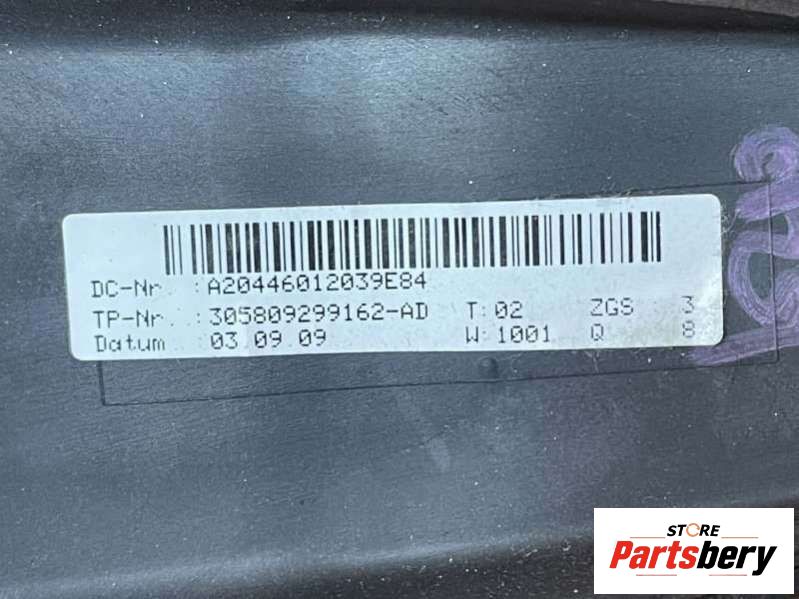 DC-Nr. :A20446012039E84
TP-Nr. :305809299162-AD T:02 ZGS 3
Datum :03.09.09 W:1001 Q 8
STORE
Partsbery